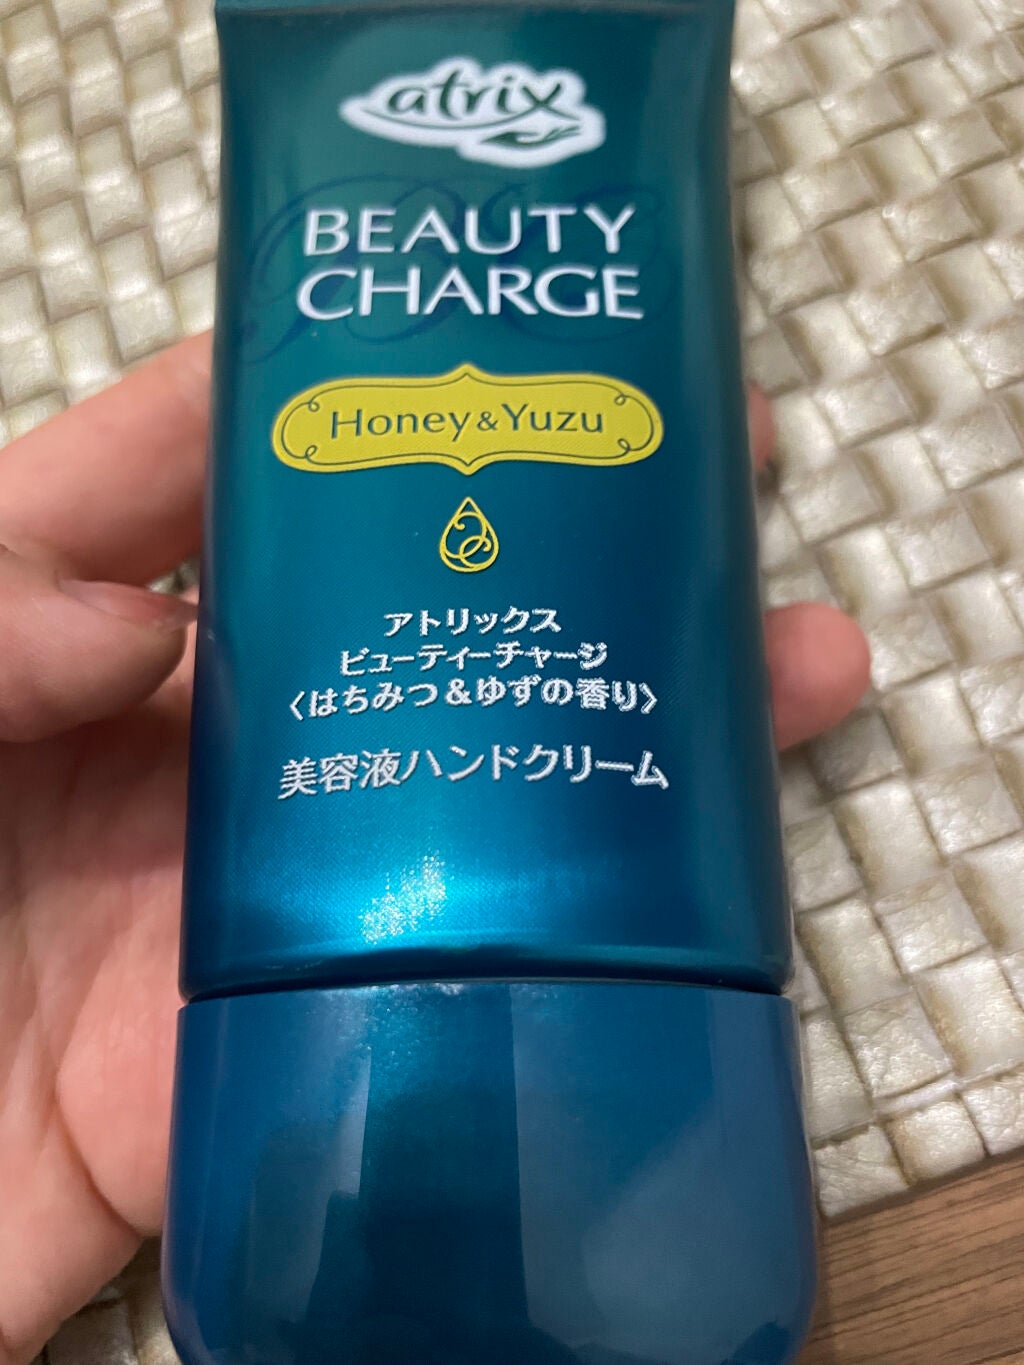 atrix
BEAUTY
CHARGE
Honey&Yuzu
アトリックス
ビューティーチャージ
〈はちみつ&ゆずの香り〉
美容液ハンドクリーム